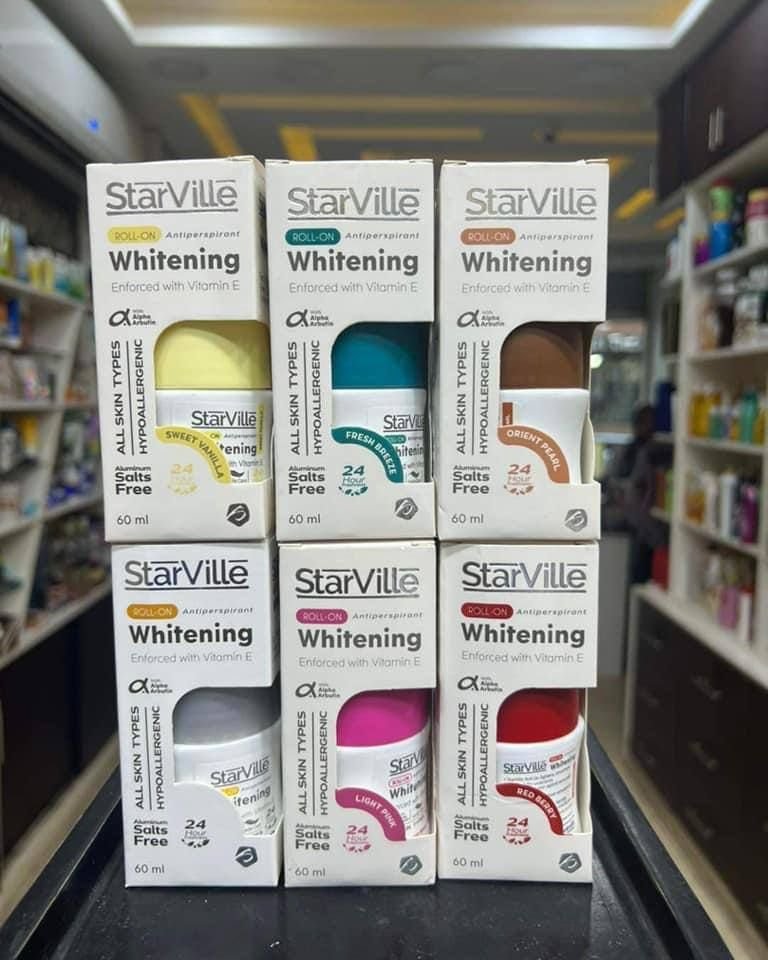 StarVille
ROLL-ON Antiperspirant
Whitening
Enforced with Vitamin E
with
Alpha
Arbutin
ALL SKIN TYPES
HYPOALLERGENIC
StarVille
SWEET VANILLA
Aluminum
Salts
Free
24
Hour
60 ml
StarVille
ROLL-ON Antiperspirant
Whitening
Enforced with Vitamin E
with
Alpha
Arbutin
ALL SKIN TYPES
HYPOALLERGENIC
StarVill
FRESH BREEZE
Aluminum
Salts
Free
24
Hour
60 ml
StarVille
ROLL-ON Antiperspirant
Whitening
Enforced with Vitamin E
with
Alpha
Arbutin
ALL SKIN TYPES
HYPOALLERGENIC
ORIENT PEARL
Aluminum
Salts
Free
24
Hour
60 ml
StarVille
ROLL-ON Antiperspirant
Whitening
Enforced with Vitamin E
with
Alpha
Arbutin
ALL SKIN TYPES
HYPOALLERGENIC
StarVille
Aluminum
Salts
Free
24
Hour
60 ml
StarVille
ROLL-ON Antiperspirant
Whitening
Enforced with Vitamin E
with
Alpha
Arbutin
ALL SKIN TYPES
HYPOALLERGENIC
StarVill
LIGHT PINK
Aluminum
Salts
Free
24
Hour
60 ml
StarVille
ROLL-ON Antiperspirant
Whitening
Enforced with Vitamin E
with
Alpha
Arbutin
ALL SKIN TYPES
HYPOALLERGENIC
StarVille
Whitening
RED BERRY
Aluminum
Salts
Free
24
Hour
60 ml